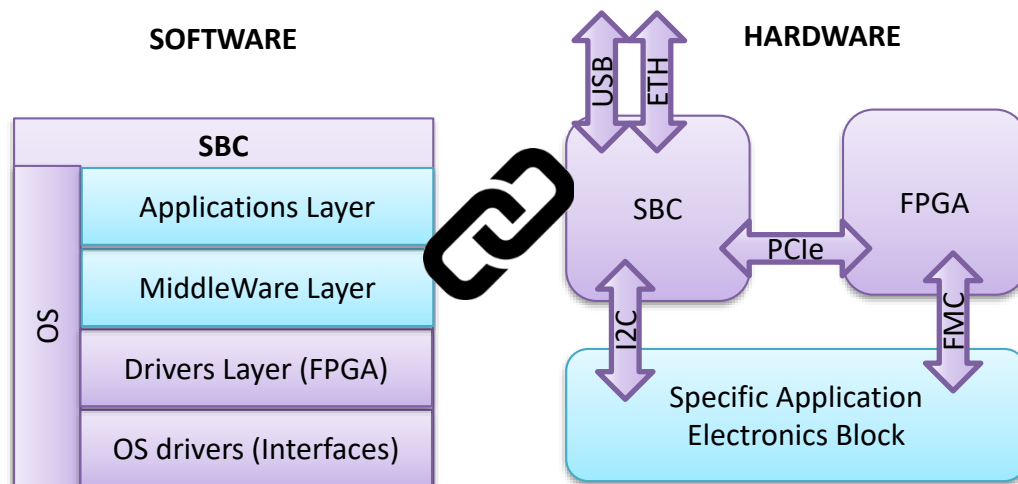 SOFTWARE
SBC
OS
Applications Layer
MiddleWare Layer
Drivers Layer (FPGA)
OS drivers (Interfaces)
HARDWARE
USB
ETH
SBC
FPGA
PCIe
I2C
FMC
Specific Application
Electronics Block